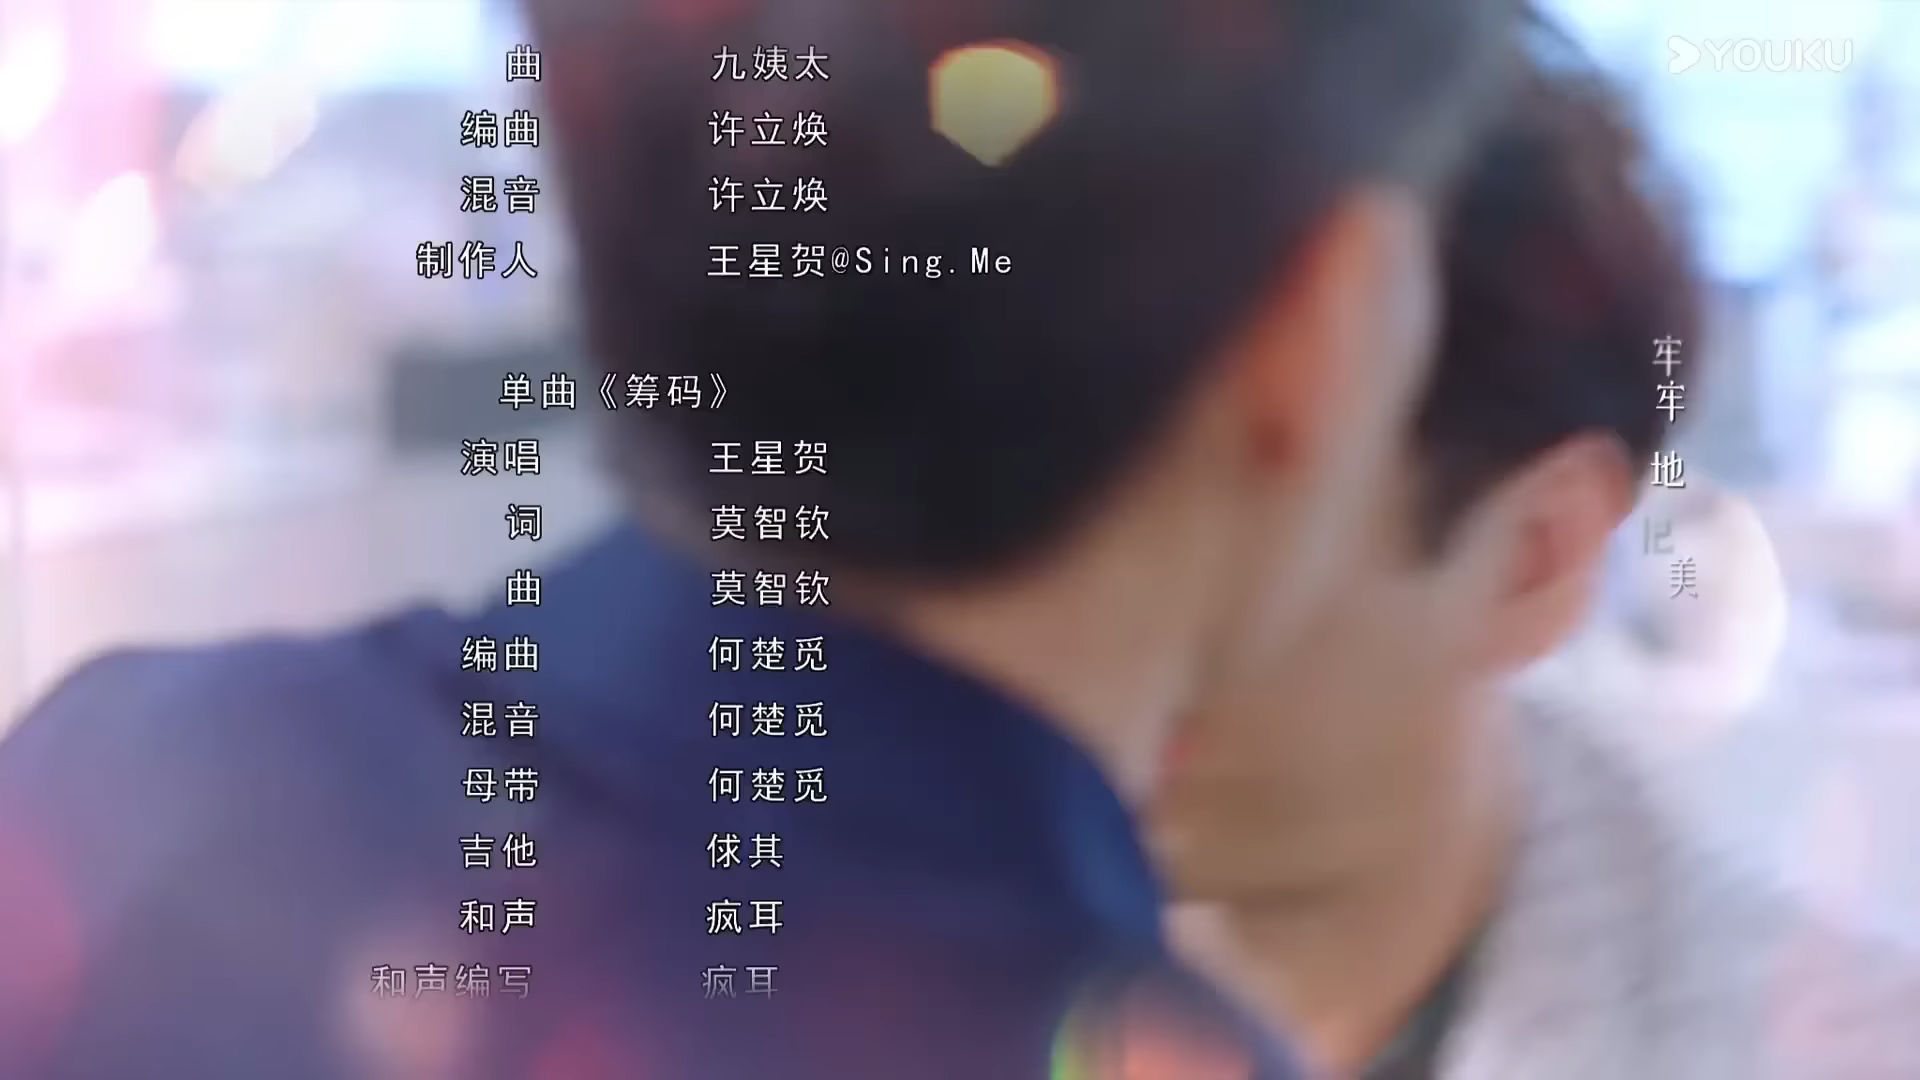 曲 九姨太
编曲 许立焕
混音 许立焕
制作人 王星贺@Sing.Me
单曲《筹码》
演唱 王星贺
词 莫智钦
曲 莫智钦
编曲 何楚觅
混音 何楚觅
母带 何楚觅
吉他 俅其
和声 疯耳
和声编写 疯耳
YOUKU
牢牢地记美